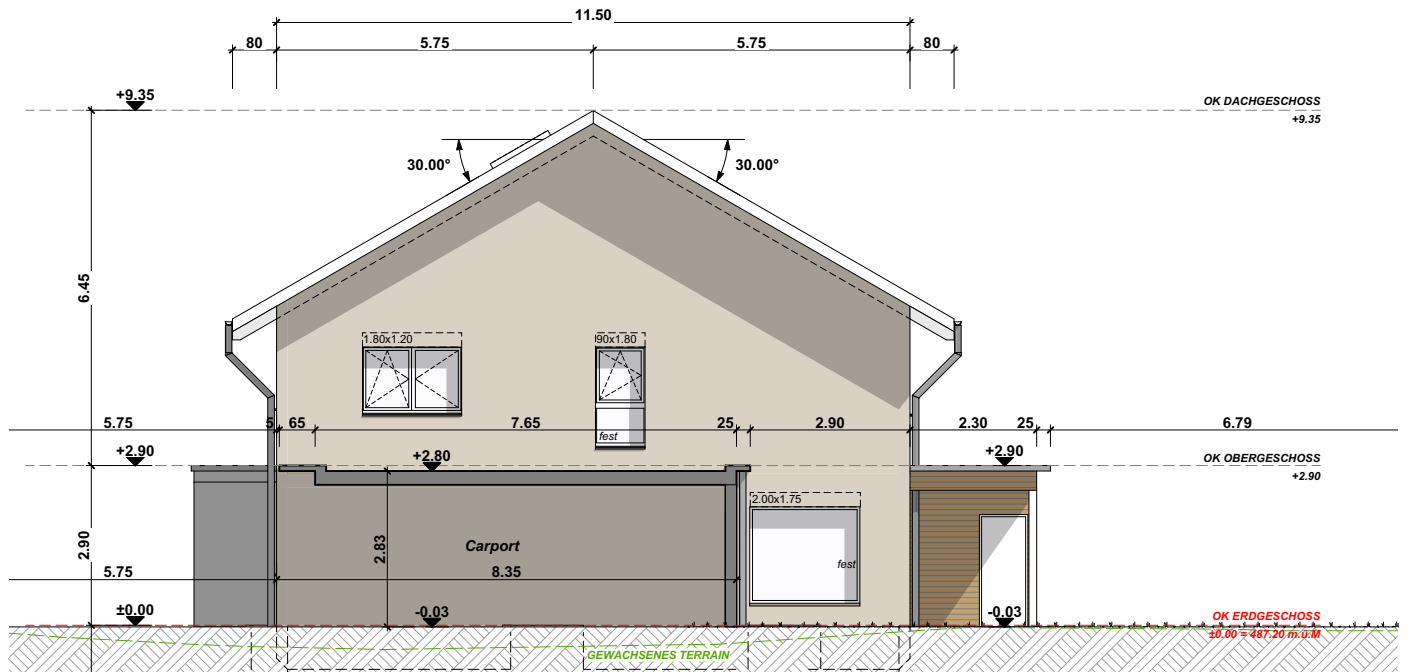 11.50
80 5.75 5.75 80
+9.35 OK DACHGESCHOSS
+9.35
30.00° 30.00°
6.45
1.80x1.20 90x1.80
5.75 5 65 7.65 25 2.90 2.30 25 6.79
fest
+2.90 +2.80 +2.90 OK OBERGESCHOSS
+2.90
2.00x1.75
2.90 2.83 Carport
fest
5.75 8.35
±0.00 -0.03 -0.03 OK ERDGESCHOSS
±0.00 = 487.20 m.ü.M
GEWACHSENES TERRAIN